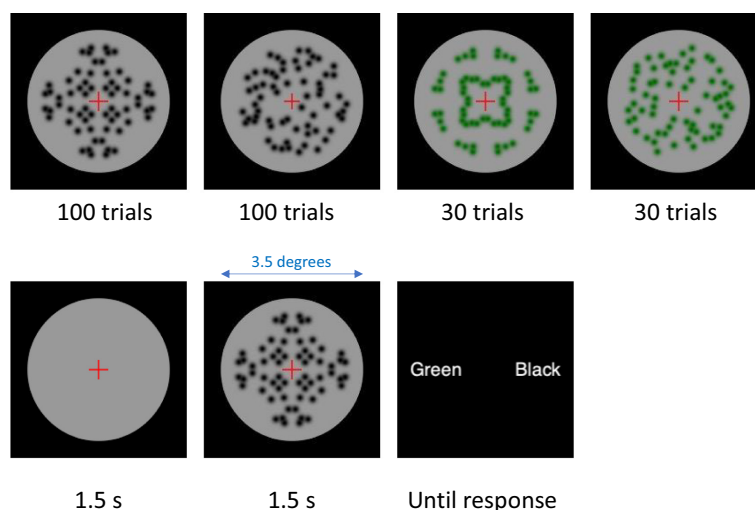 100 trials
100 trials
30 trials
30 trials
3.5 degrees
Green
Black
1.5 s
1.5 s
Until response